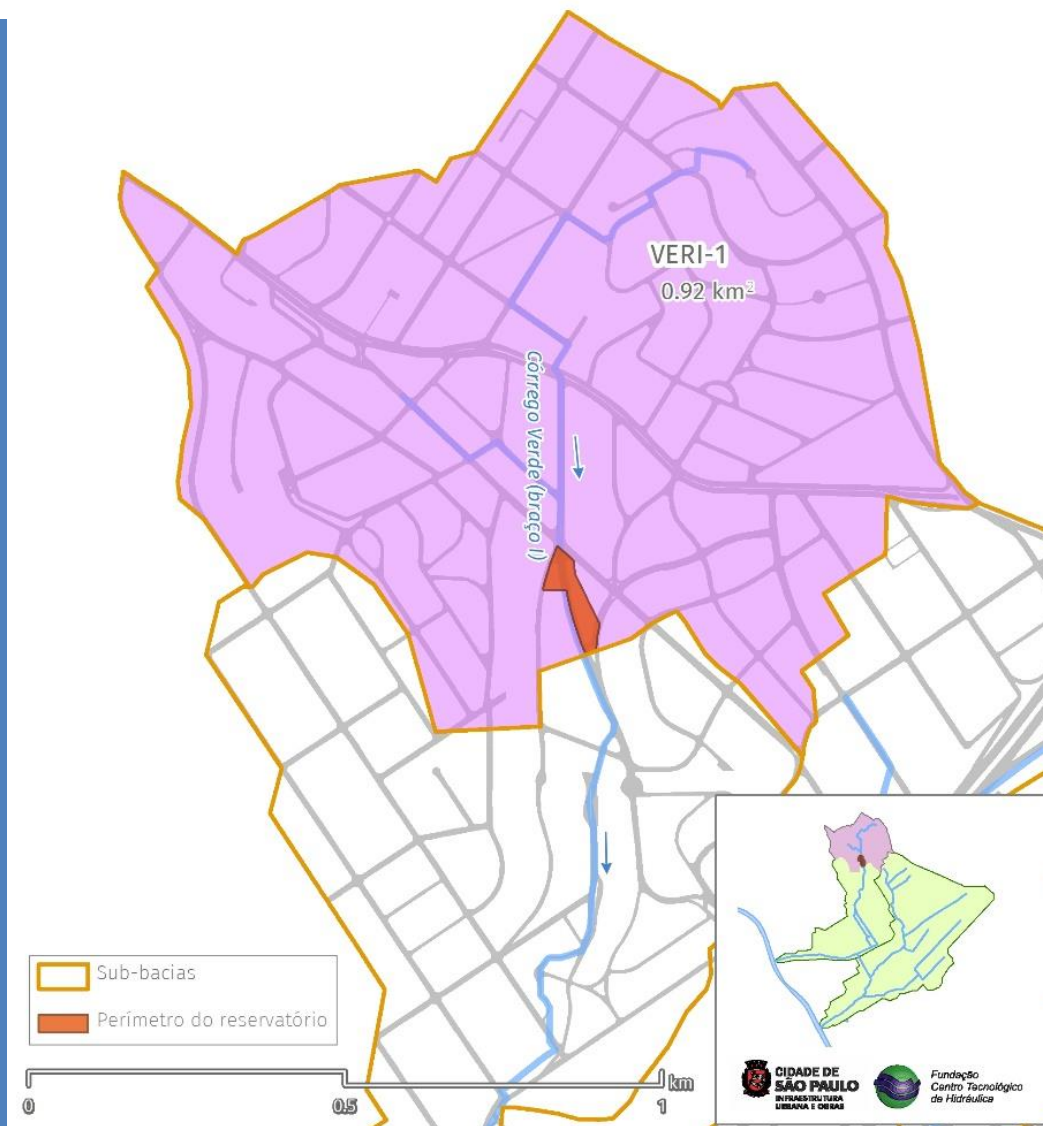 VERI-1
0.92 km²
Córrego Verde (braço I)
Sub-bacias
Perímetro do reservatório
km
0
0.5
1
CIDADE DE
SÃO PAULO
INFRAESTRUTURA
URBANA E OBRAS
Fundação
Centro Tecnológico
de Hidráulica